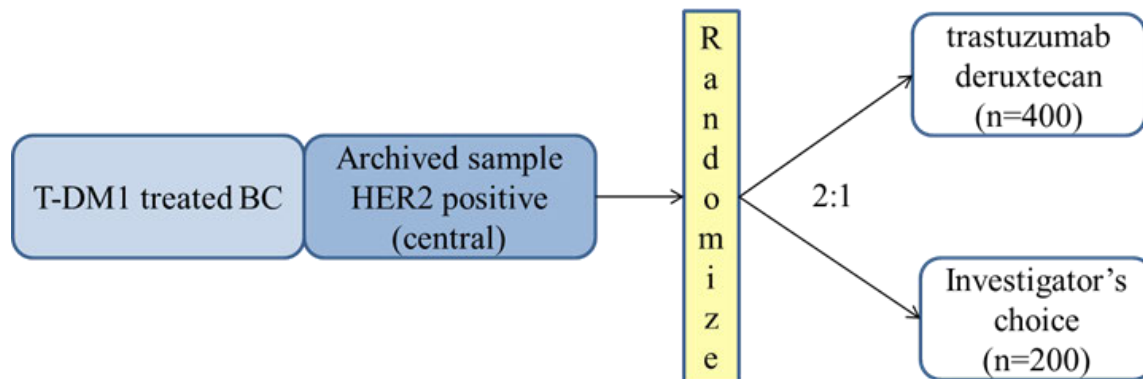 T-DM1 treated BC
Archived sample
HER2 positive
(central)
R
a
n
d
o
m
i
z
e
trastuzumab
deruxtecan
(n=400)
2:1
Investigator’s
choice
(n=200)